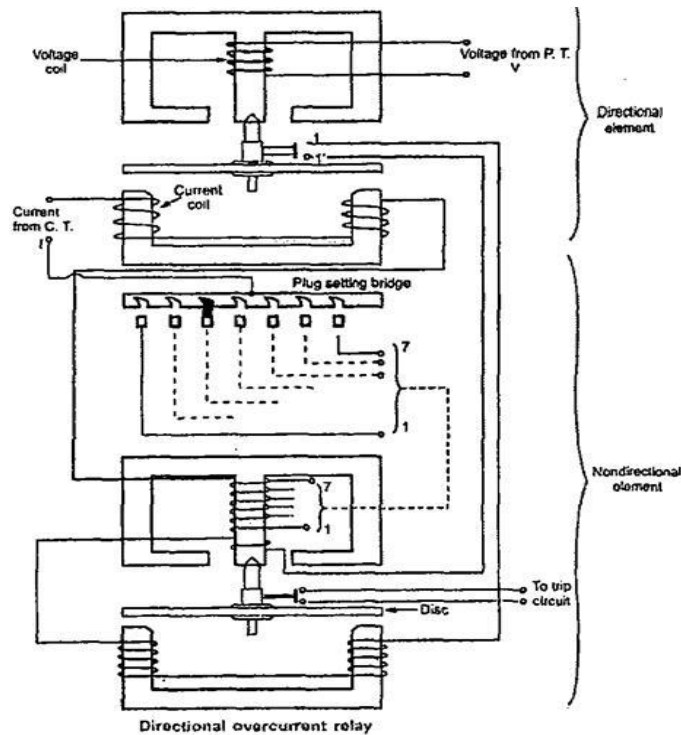 Voltage
coil
Voltage from P. T.
V
Directional
element
1
1'
Current
coil
Current
from C. T.
I
Plug setting bridge
7
1
Nondirectional
element
7
1
To trip
circuit
Disc
Directional overcurrent relay